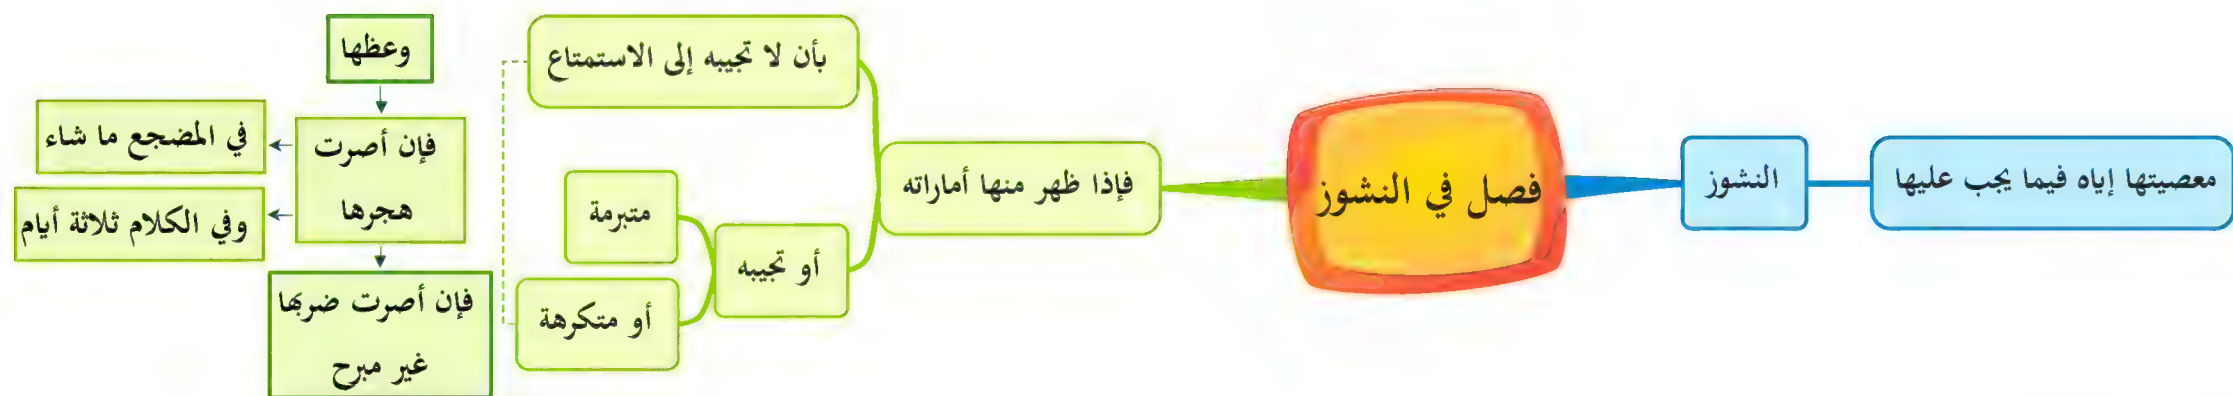 فصل في النشوز
النشوز
معصيتها إياه فيما يجب عليها
فإذا ظهر منها أماراته
بأن لا تجيبه إلى الاستمتاع
أو تجيبه
متبرمة
أو متكرهة
وعظها
فإن أصرت
هجرها
في المضجع ما شاء
وفي الكلام ثلاثة أيام
فإن أصرت ضربها
غير مبرح